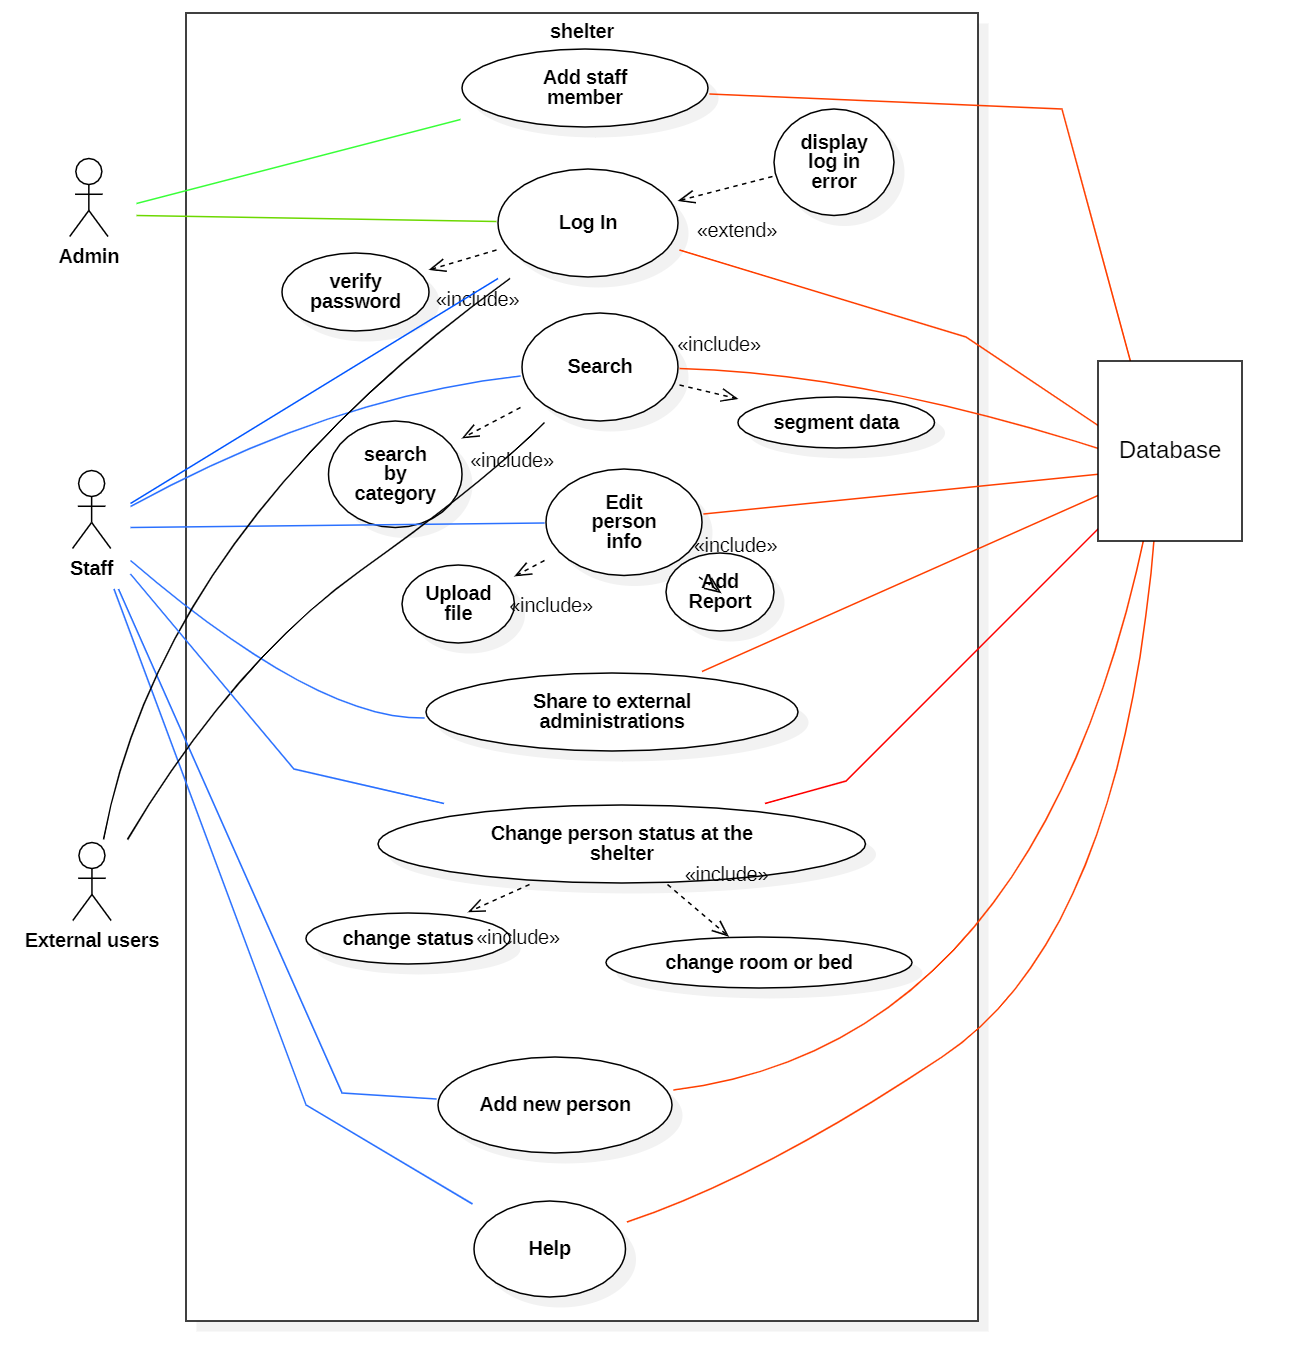 shelter
Add staff
member
display
log in
error
Log In
«extend»
Admin
verify
password
«include»
Search
«include»
segment data
search
by
category
«include»
Database
Edit
person
info
«include»
Staff
Upload
file
«include»
Add
Report
Share to external
administrations
Change person status at the
shelter
«include»
External users
change status
«include»
change room or bed
Add new person
Help